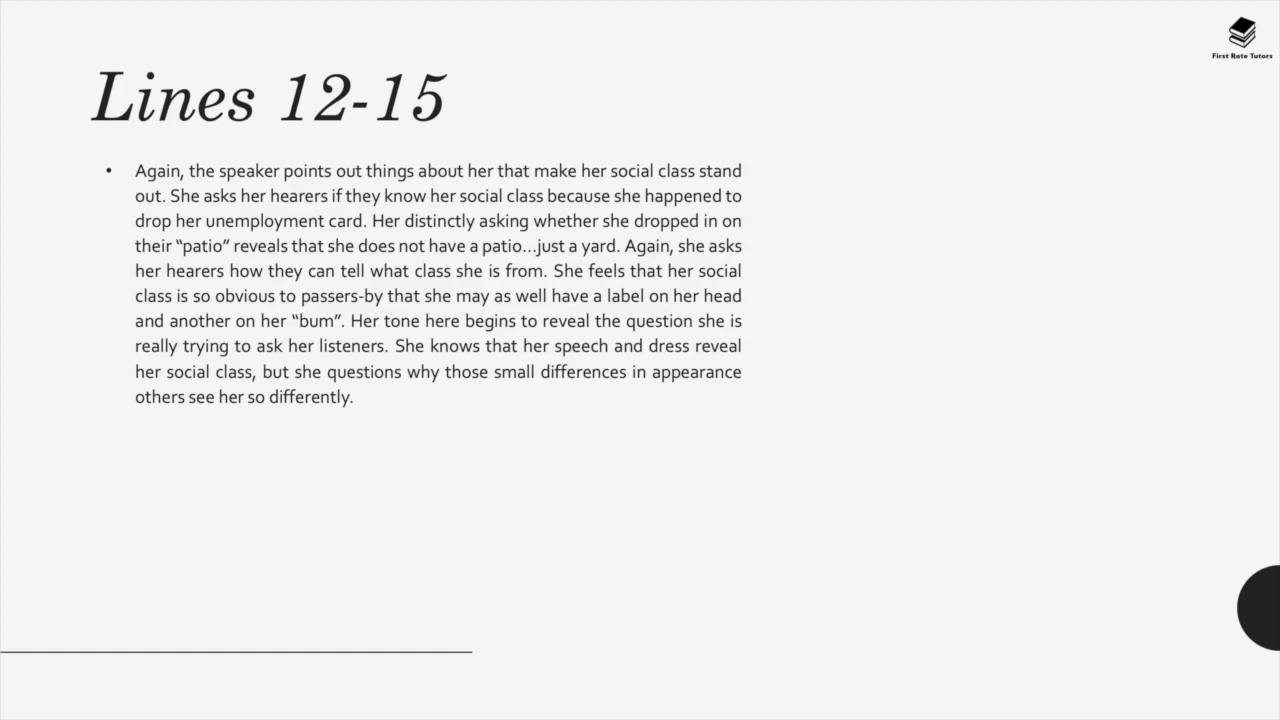 First Rate Tutors
Lines 12-15
• Again, the speaker points out things about her that make her social class stand
out. She asks her hearers if they know her social class because she happened to
drop her unemployment card. Her distinctly asking whether she dropped in on
their “patio” reveals that she does not have a patio…just a yard. Again, she asks
her hearers how they can tell what class she is from. She feels that her social
class is so obvious to passers-by that she may as well have a label on her head
and another on her “bum”. Her tone here begins to reveal the question she is
really trying to ask her listeners. She knows that her speech and dress reveal
her social class, but she questions why those small differences in appearance
others see her so differently.